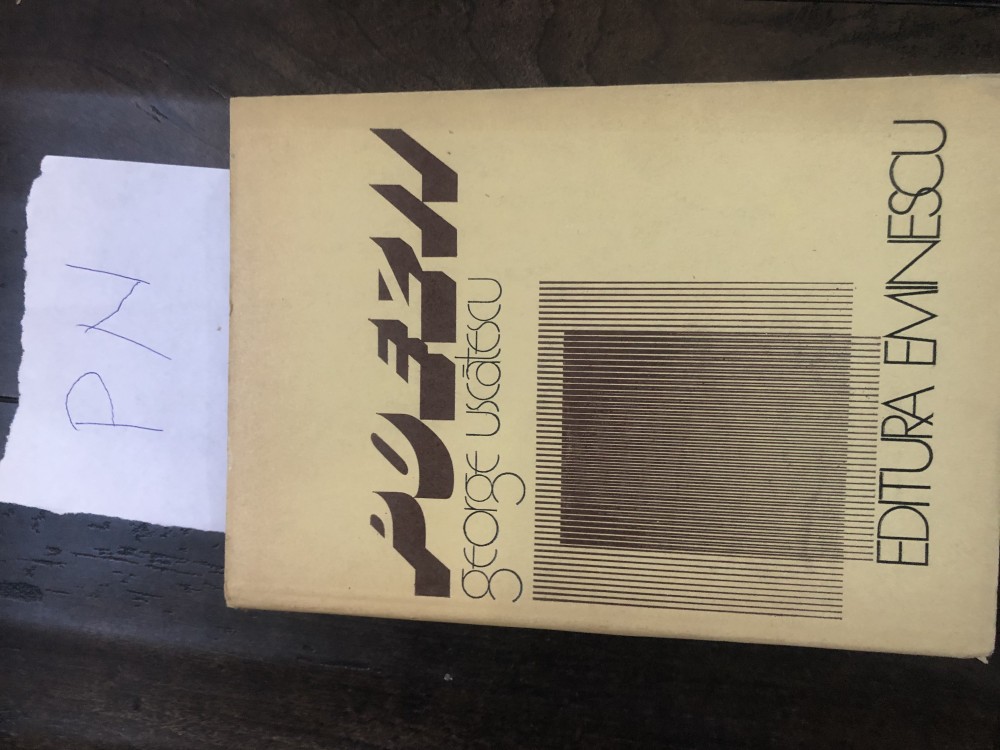 PN
POEZII
george uscătescu
EDITURA EMINESCU